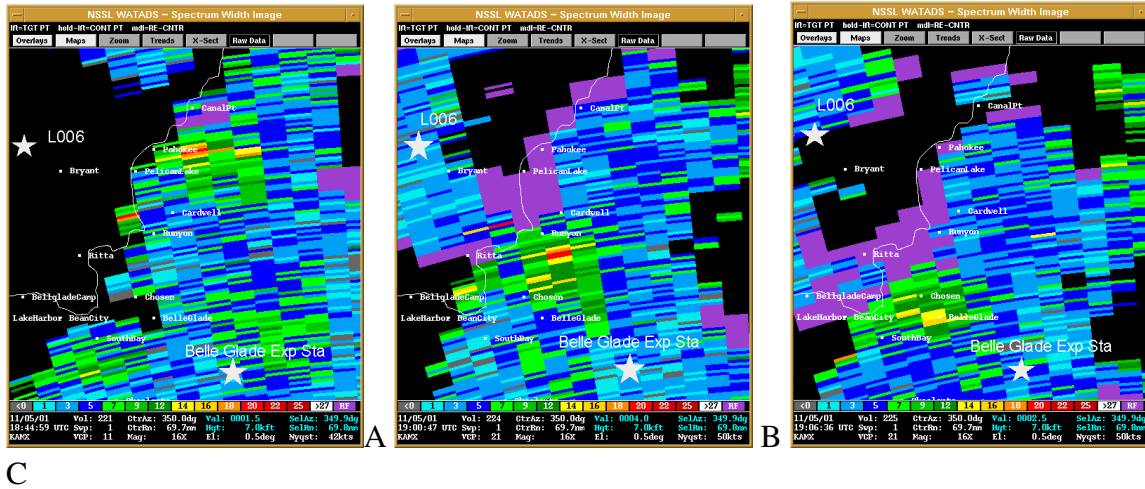 NSSL WATADS – Spectrum Width Image
lft=TGT PT hold-lft=CONT PT mdl=RE-CNTR
Overlays Maps Zoom Trends X-Sect Raw Data
CanalPt
L006
Pahokee
Bryant PelicanLake
Cardwell
Runyon
Ritta
BellgladeCamp Chosen
LakeHarbor BeanCity BelleGlade
SouthBay
Belle Glade Exp Sta
<0 1 3 5 7 9 12 14 16 18 20 22 25 >27 RF
11/05/01 Vol: 221 CtrAz: 350.0dg Val: 0001.5 SelAz: 349.9dg
18:44:59 UTC Swp: 1 CtrRn: 69.7nm Hgt: 7.0kft SelRn: 69.8nm
KAMX VCP: 11 Mag: 16X El: 0.5deg Nyq: 42kts
A
NSSL WATADS – Spectrum Width Image
lft=TGT PT hold-lft=CONT PT mdl=RE-CNTR
Overlays Maps Zoom Trends X-Sect Raw Data
CanalPt
L006
Pahokee
Bryant PelicanLake
Cardwell
Runyon
Ritta
BellgladeCamp Chosen
LakeHarbor BeanCity BelleGlade
SouthBay
Belle Glade Exp Sta
<0 1 3 5 7 9 12 14 16 18 20 22 25 >27 RF
11/05/01 Vol: 224 CtrAz: 350.0dg Val: 0004.0 SelAz: 349.9dg
19:00:47 UTC Swp: 1 CtrRn: 69.7nm Hgt: 7.0kft SelRn: 69.8nm
KAMX VCP: 21 Mag: 16X El: 0.5deg Nyq: 50kts
B
NSSL WATADS – Spectrum Width Image
lft=TGT PT hold-lft=CONT PT mdl=RE-CNTR
Overlays Maps Zoom Trends X-Sect Raw Data
CanalPt
L006
Pahokee
Bryant PelicanLake
Cardwell
Runyon
Ritta
BellgladeCamp Chosen
LakeHarbor BeanCity BelleGlade
SouthBay
Belle Glade Exp Sta
<0 1 3 5 7 9 12 14 16 18 20 22 25 >27 RF
11/05/01 Vol: 225 CtrAz: 350.0dg Val: 0002.5 SelAz: 349.9dg
19:06:36 UTC Swp: 1 CtrRn: 69.7nm Hgt: 7.0kft SelRn: 69.8nm
KAMX VCP: 21 Mag: 16X El: 0.5deg Nyq: 50kts
C